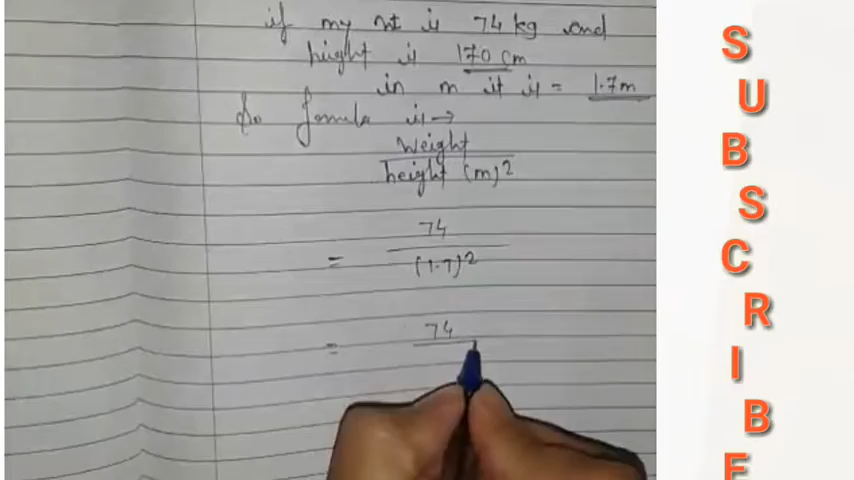 if my wt is 74 kg and
height is 170 cm
in m it is = 1.7m
So formula is →
Weight
height (m)²
74
= (1.7)²
= 74
SUBSCRIBE